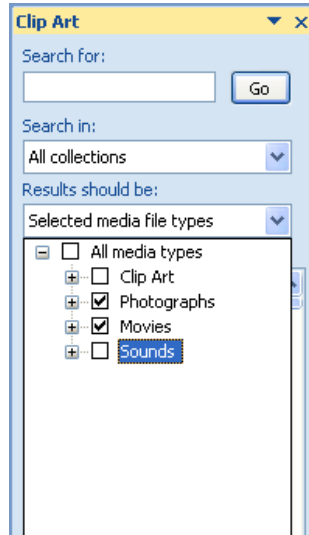 Clip Art
Search for:
Go
Search in:
All collections
Results should be:
Selected media file types
All media types
Clip Art
Photographs
Movies
Sounds